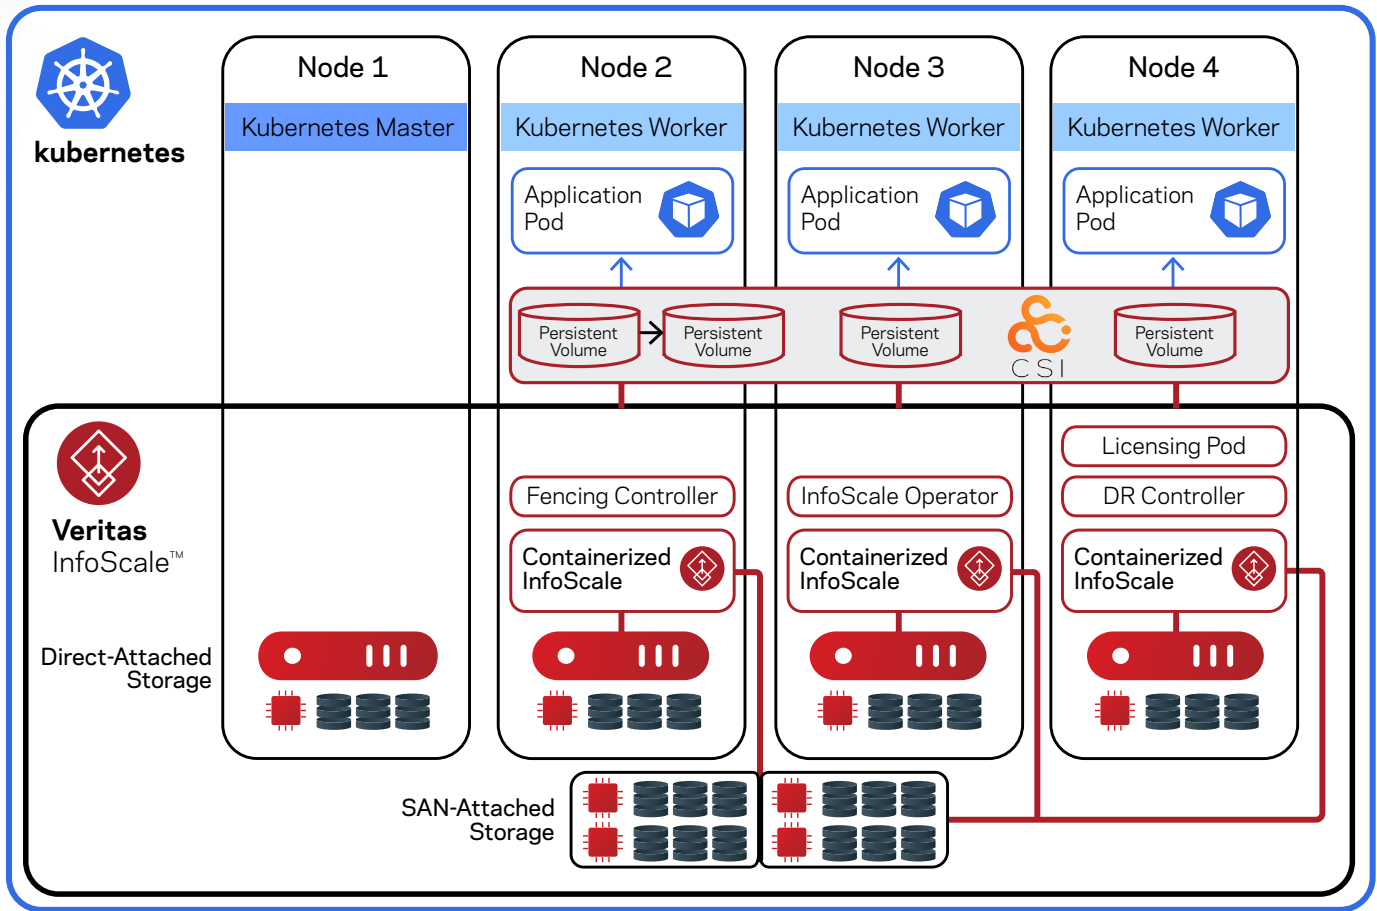 kubernetes
Node 1
Kubernetes Master
Node 2
Kubernetes Worker
Application
Pod
Node 3
Kubernetes Worker
Application
Pod
Node 4
Kubernetes Worker
Application
Pod
Persistent
Volume
Persistent
Volume
Persistent
Volume
CSI
Persistent
Volume
Veritas
InfoScale™
Fencing Controller
Containerized
InfoScale
InfoScale Operator
Containerized
InfoScale
Licensing Pod
DR Controller
Containerized
InfoScale
Direct-Attached
Storage
SAN-Attached
Storage